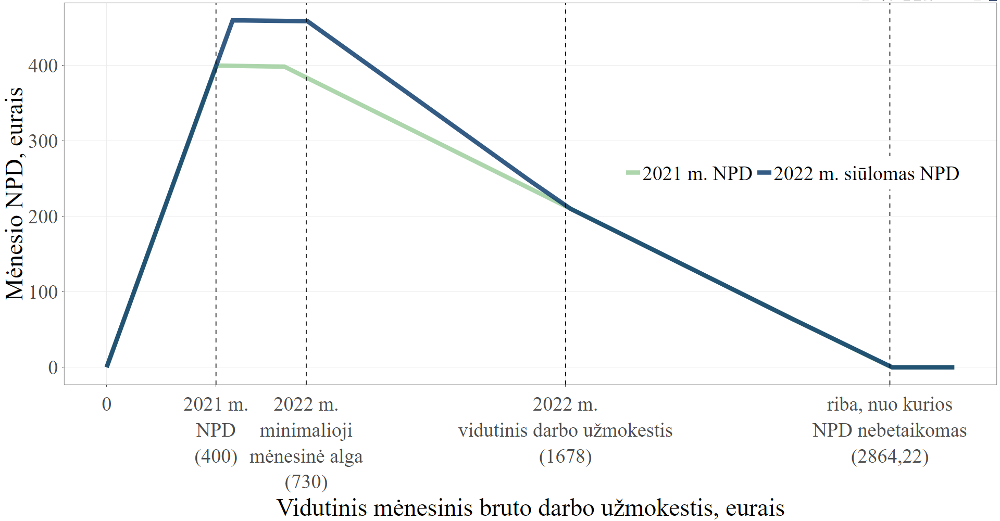 Mėnesio NPD, eurais
400
300
200
100
0
2021 m. NPD
2022 m. siūlomas NPD
0
2021 m.
NPD
(400)
2022 m.
minimalioji
mėnesinė alga
(730)
2022 m.
vidutinis darbo užmokestis
(1678)
riba, nuo kurios
NPD nebetaikomas
(2864,22)
Vidutinis mėnesinis bruto darbo užmokestis, eurais